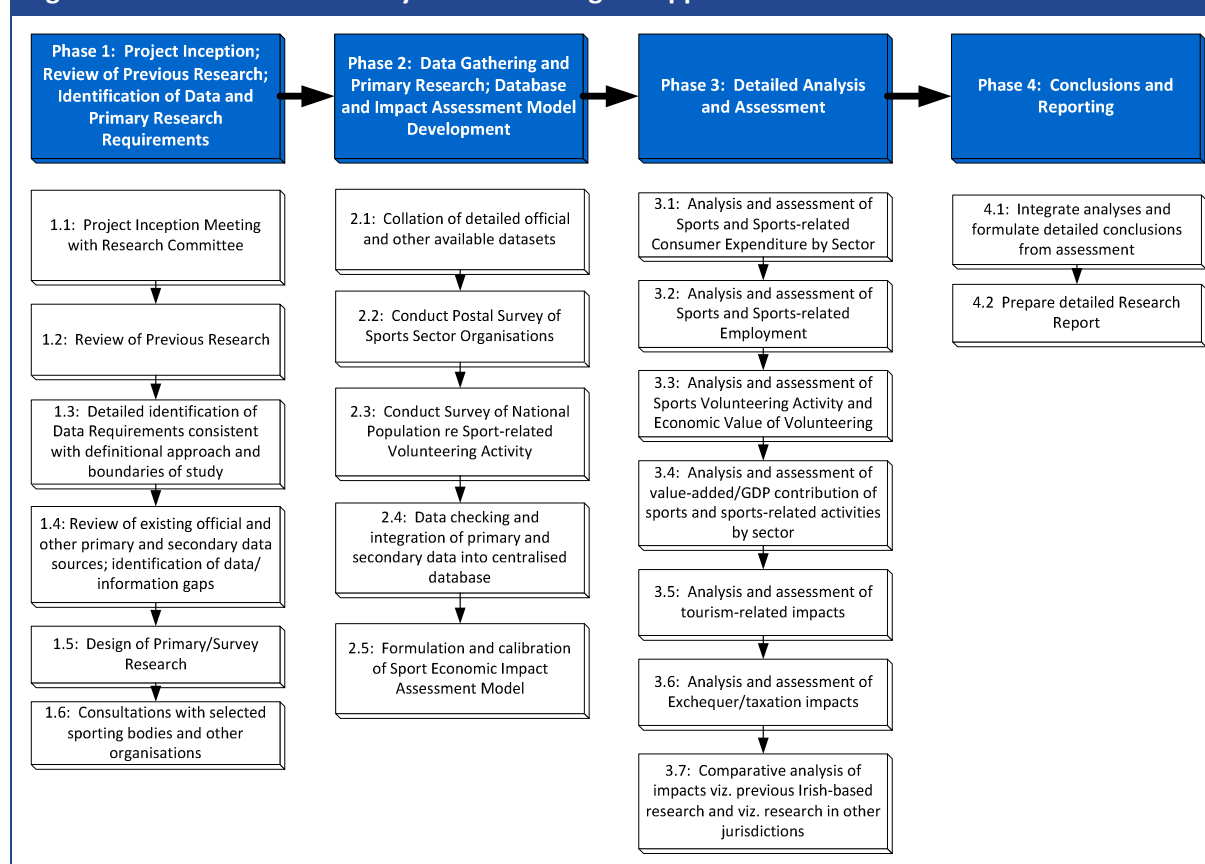 Phase 1:  Project Inception;
Review of Previous Research;
Identification of Data and
Primary Research
Requirements
Phase 2:  Data Gathering and
Primary Research; Database
and Impact Assessment Model
Development
Phase 3:  Detailed Analysis
and Assessment
Phase 4:  Conclusions and
Reporting
1.1:  Project Inception Meeting
with Research Committee
1.2:  Review of Previous Research
1.3:  Detailed identification of
Data Requirements consistent
with definitional approach and
boundaries of study
1.4: Review of existing official and
other primary and secondary data
sources; identification of data/
information gaps
1.5:  Design of Primary/Survey
Research
1.6:  Consultations with selected
sporting bodies and other
organisations
2.1:  Collation of detailed official
and other available datasets
2.2:  Conduct Postal Survey of
Sports Sector Organisations
2.3:  Conduct Survey of National
Population re Sport-related
Volunteering Activity
2.4:  Data checking and
integration of primary and
secondary data into centralised
database
2.5:  Formulation and calibration
of Sport Economic Impact
Assessment Model
3.1:  Analysis and assessment of
Sports and Sports-related
Consumer Expenditure by Sector
3.2:  Analysis and assessment of
Sports and Sports-related
Employment
3.3:  Analysis and assessment of
Sports Volunteering Activity and
Economic Value of Volunteering
3.4:  Analysis and assessment of
value-added/GDP contribution of
sports and sports-related activities
by sector
3.5:  Analysis and assessment of
tourism-related impacts
3.6:  Analysis and assessment of
Exchequer/taxation impacts
3.7:  Comparative analysis of
impacts viz. previous Irish-based
research and viz. research in other
jurisdictions
4.1:  Integrate analyses and
formulate detailed conclusions
from assessment
4.2  Prepare detailed Research
Report